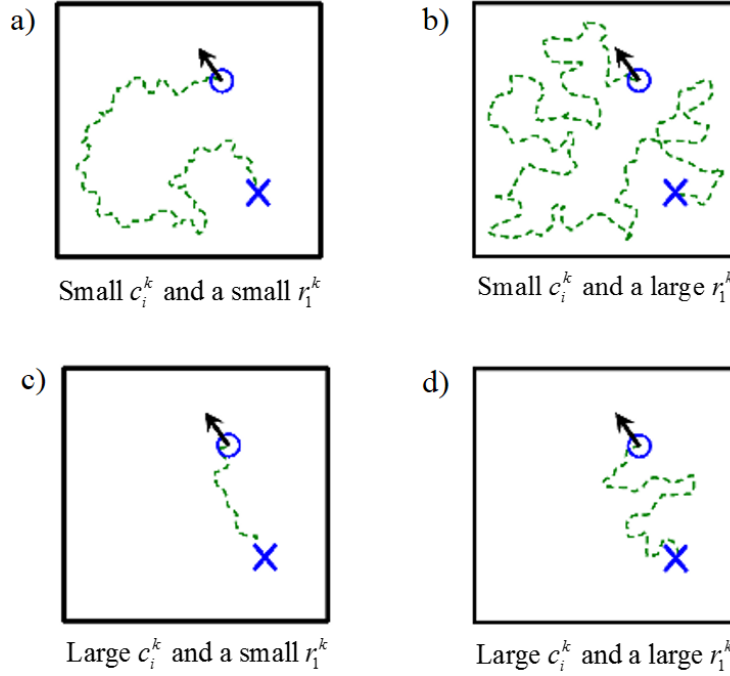 a)
b)
Small $c_i^k$ and a small $r_1^k$
Small $c_i^k$ and a large $r_1^k$
c)
d)
Large $c_i^k$ and a small $r_1^k$
Large $c_i^k$ and a large $r_1^k$